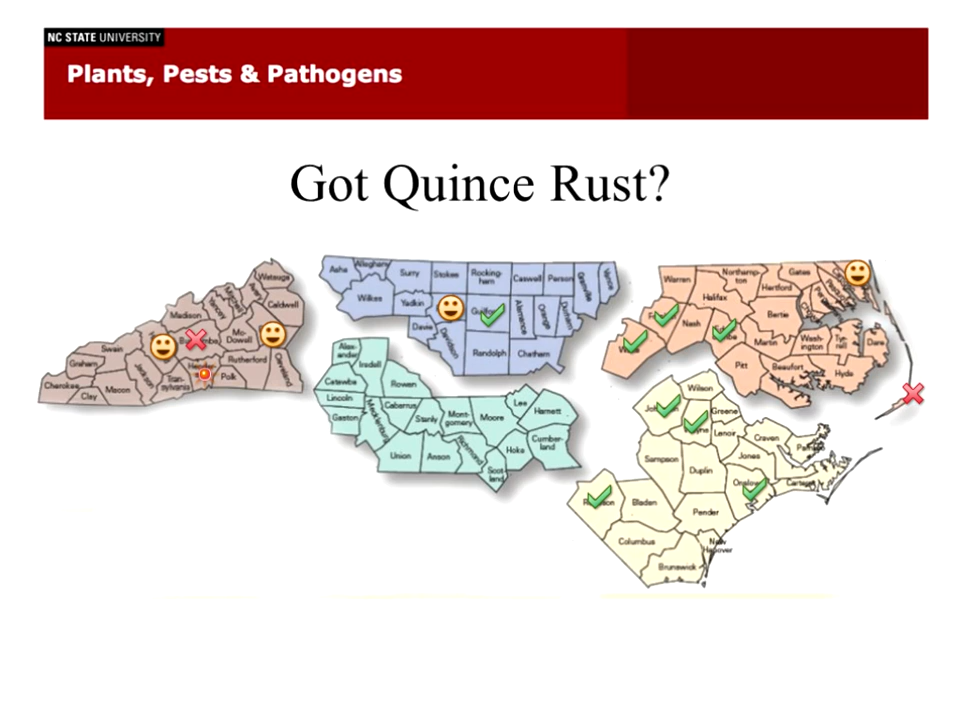 NC STATE UNIVERSITY
Plants, Pests & Pathogens
Got Quince Rust?
Watauga
Madison
Caldwell
Mc-
Dowell
Swain
Rutherford
Graham
Jackson
Tran-
sylvania
Polk
Cleveland
Cherokee
Macon
Clay
Ashe
Alleghany
Surry
Stokes
Rocking-
ham
Caswell
Person
Granville
Vance
Wilkes
Yadkin
Alamance
Orange
Durham
Davie
Davidson
Randolph
Chatham
Alex-
ander
Iredell
Catawba
Rowan
Lincoln
Gaston
Mecklenburg
Cabarrus
Stanly
Mont-
gomery
Moore
Lee
Harnett
Union
Anson
Richmond
Hoke
Cumber-
land
Scot-
land
Warren
Northamp-
ton
Gates
Halifax
Hertford
Nash
Bertie
Martin
Wash-
ington
Tyr-
rell
Dare
Pitt
Beaufort
Hyde
Wilson
Greene
Lenoir
Craven
Sampson
Duplin
Jones
Onslow
Bladen
Pender
Columbus
New
Hanover
Brunswick